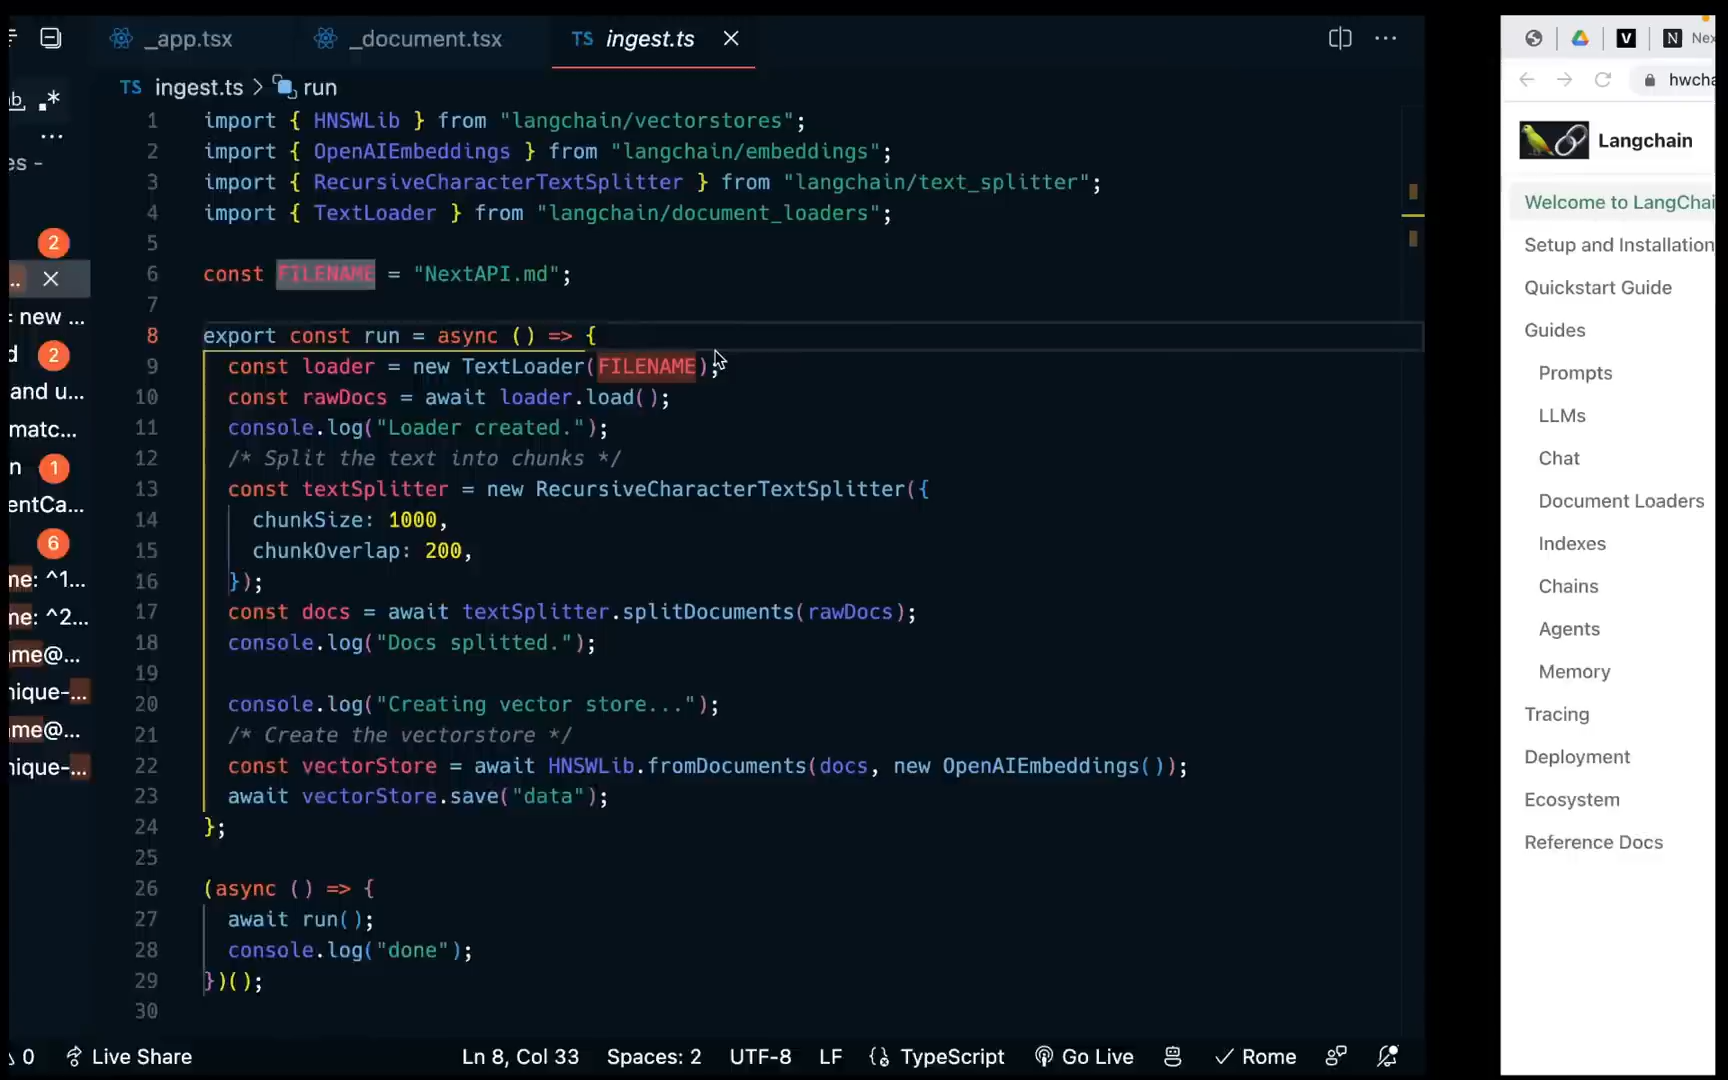 _app.tsx
_document.tsx
TS ingest.ts
TS ingest.ts > run
1 import { HNSWLib } from "langchain/vectorstores";
2 import { OpenAIEmbeddings } from "langchain/embeddings";
3 import { RecursiveCharacterTextSplitter } from "langchain/text_splitter";
4 import { TextLoader } from "langchain/document_loaders";
5
6 const FILENAME = "NextAPI.md";
7
8 export const run = async () => {
9 const loader = new TextLoader(FILENAME);
10 const rawDocs = await loader.load();
11 console.log("Loader created.");
12 /* Split the text into chunks */
13 const textSplitter = new RecursiveCharacterTextSplitter({
14 chunkSize: 1000,
15 chunkOverlap: 200,
16 });
17 const docs = await textSplitter.splitDocuments(rawDocs);
18 console.log("Docs splitted.");
19
20 console.log("Creating vector store...");
21 /* Create the vectorstore */
22 const vectorStore = await HNSWLib.fromDocuments(docs, new OpenAIEmbeddings());
23 await vectorStore.save("data");
24 };
25
26 (async () => {
27 await run();
28 console.log("done");
29 })();
30
ab
.*
...
es -
2
..
: new ...
d 2
and u...
matc...
n 1
entCa...
6
me: ^1...
me: ^2...
me@...
nique-...
me@...
nique-...
0 Live Share Ln 8, Col 33 Spaces: 2 UTF-8 LF TypeScript Go Live Rome
V N Nex
hwcha
Langchain
Welcome to LangChai
Setup and Installation
Quickstart Guide
Guides
Prompts
LLMs
Chat
Document Loaders
Indexes
Chains
Agents
Memory
Tracing
Deployment
Ecosystem
Reference Docs